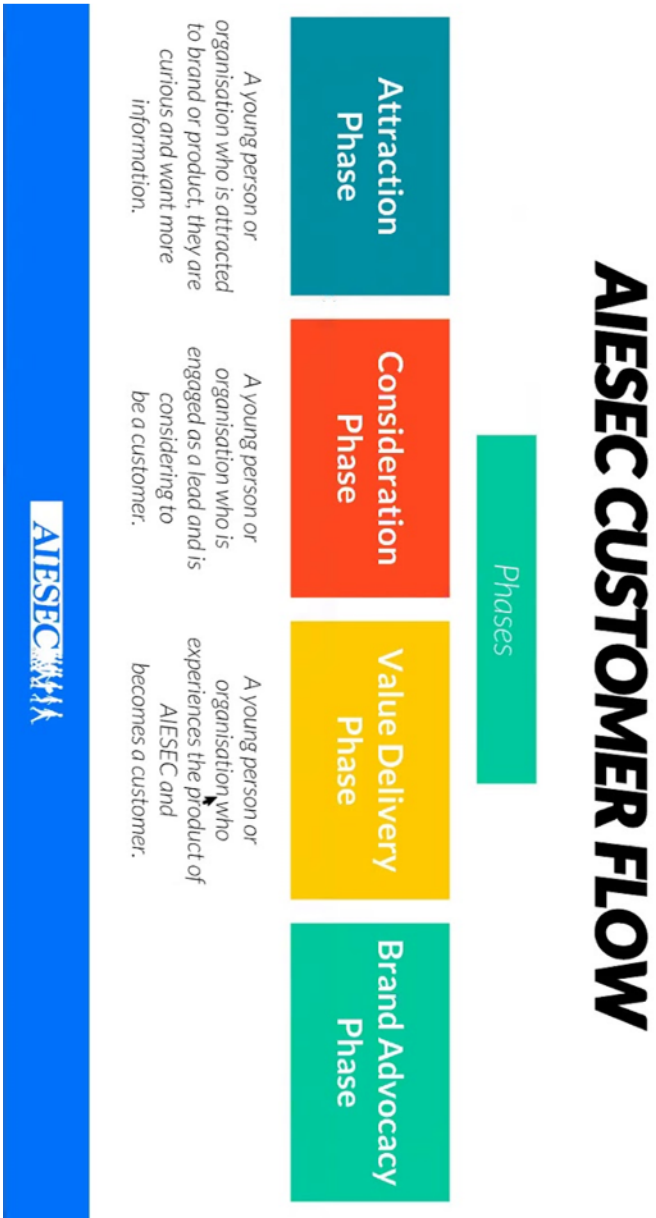 AIESEC CUSTOMER FLOW
Phases
Attraction
Phase
Consideration
Phase
Value Delivery
Phase
Brand Advocacy
Phase
A young person or
organisation who is attracted
to brand or product, they are
curious and want more
information.
A young person or
organisation who is
engaged as a lead and is
considering to
be a customer.
A young person or
organisation who
experiences the product of
AIESEC and
becomes a customer.
AIESEC